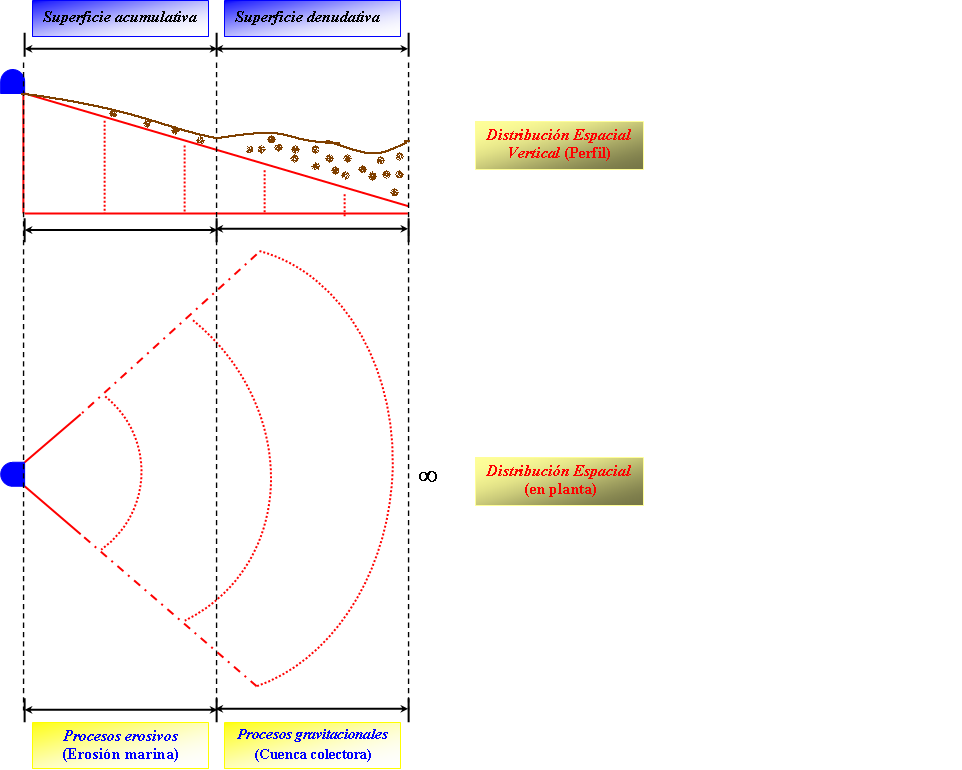 Superficie acumulativa
Superficie denudativa
Distribución Espacial
Vertical (Perfil)
∞
Distribución Espacial
(en planta)
Procesos erosivos
(Erosión marina)
Procesos gravitacionales
(Cuenca colectora)